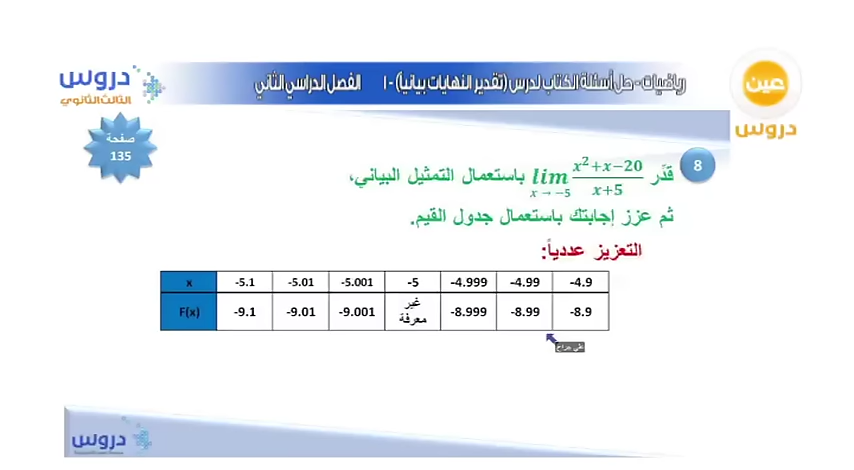 رياضيات - حل أسئلة الكتاب لدرس (تقدير النهايات بيانياً) - ١ الفصل الدراسي الثاني
عين
دروس
دروس
الثالث الثانوي
صفحة
135
8
قدِّر lim x → -5 (x² + x – 20)/(x+5) باستعمال التمثيل البياني،
ثم عزز إجابتك باستعمال جدول القيم.
التعزيز عددياً:
x -5.1 -5.01 -5.001 -5 -4.999 -4.99 -4.9
F(x) -9.1 -9.01 -9.001 غير معرفة -8.999 -8.99 -8.9
دروس